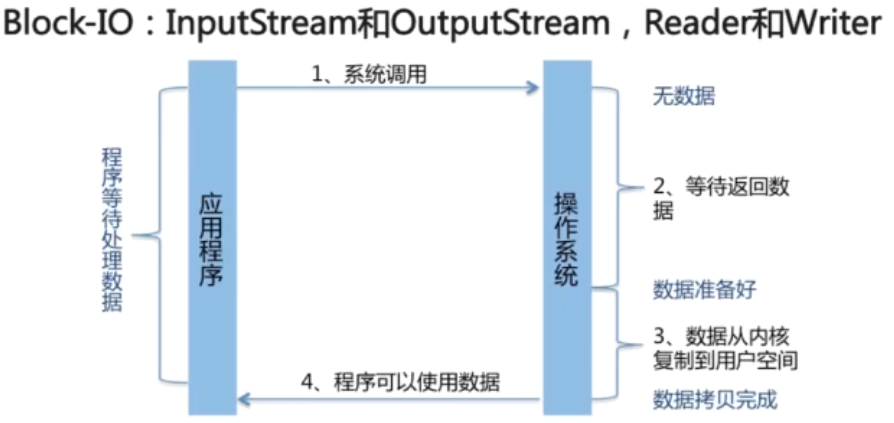 Block-IO：InputStream和OutputStream，Reader和Writer
1、系统调用
无数据
程序等待处理数据
应用程序
操作系统
2、等待返回数
据
数据准备好
3、数据从内核
复制到用户空间
4、程序可以使用数据
数据拷贝完成